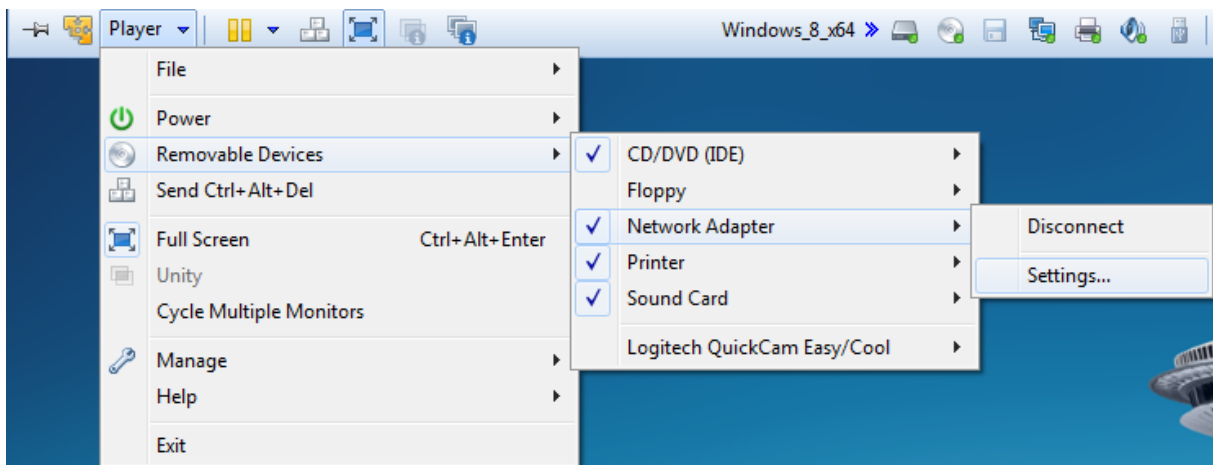 Player
Windows_8_x64
File
Power
Removable Devices
Send Ctrl+Alt+Del
Full Screen Ctrl+Alt+Enter
Unity
Cycle Multiple Monitors
Manage
Help
Exit
CD/DVD (IDE)
Floppy
Network Adapter
Printer
Sound Card
Logitech QuickCam Easy/Cool
Disconnect
Settings...